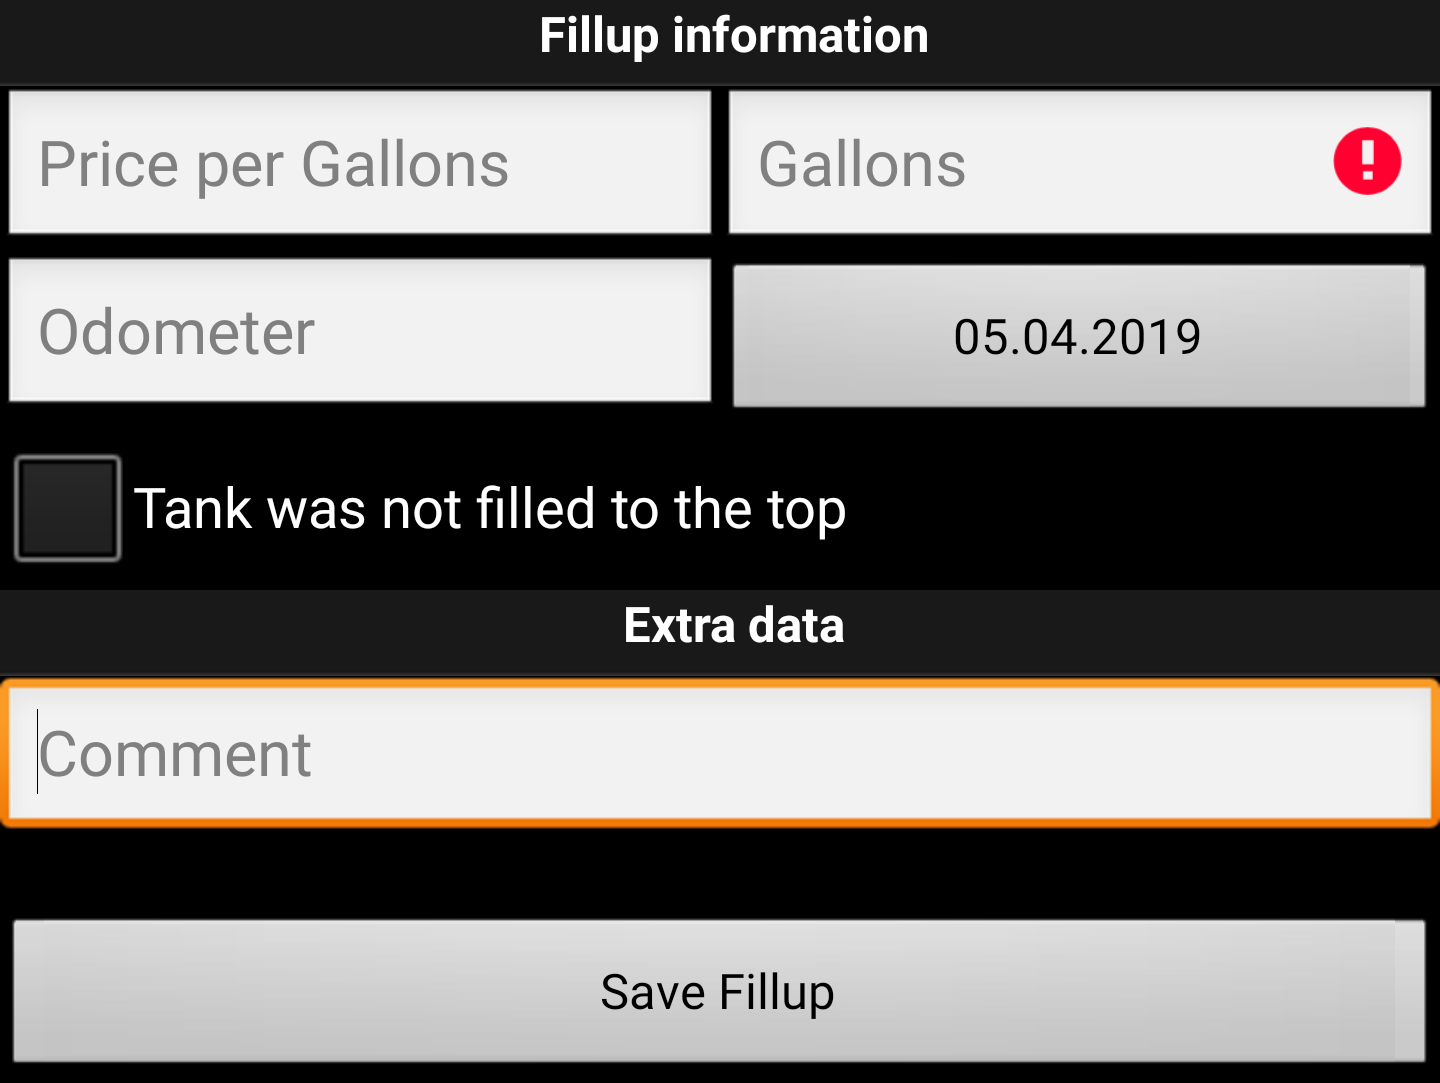 Fillup information
Price per Gallons
Gallons
Odometer
05.04.2019
Tank was not filled to the top
Extra data
Comment
Save Fillup